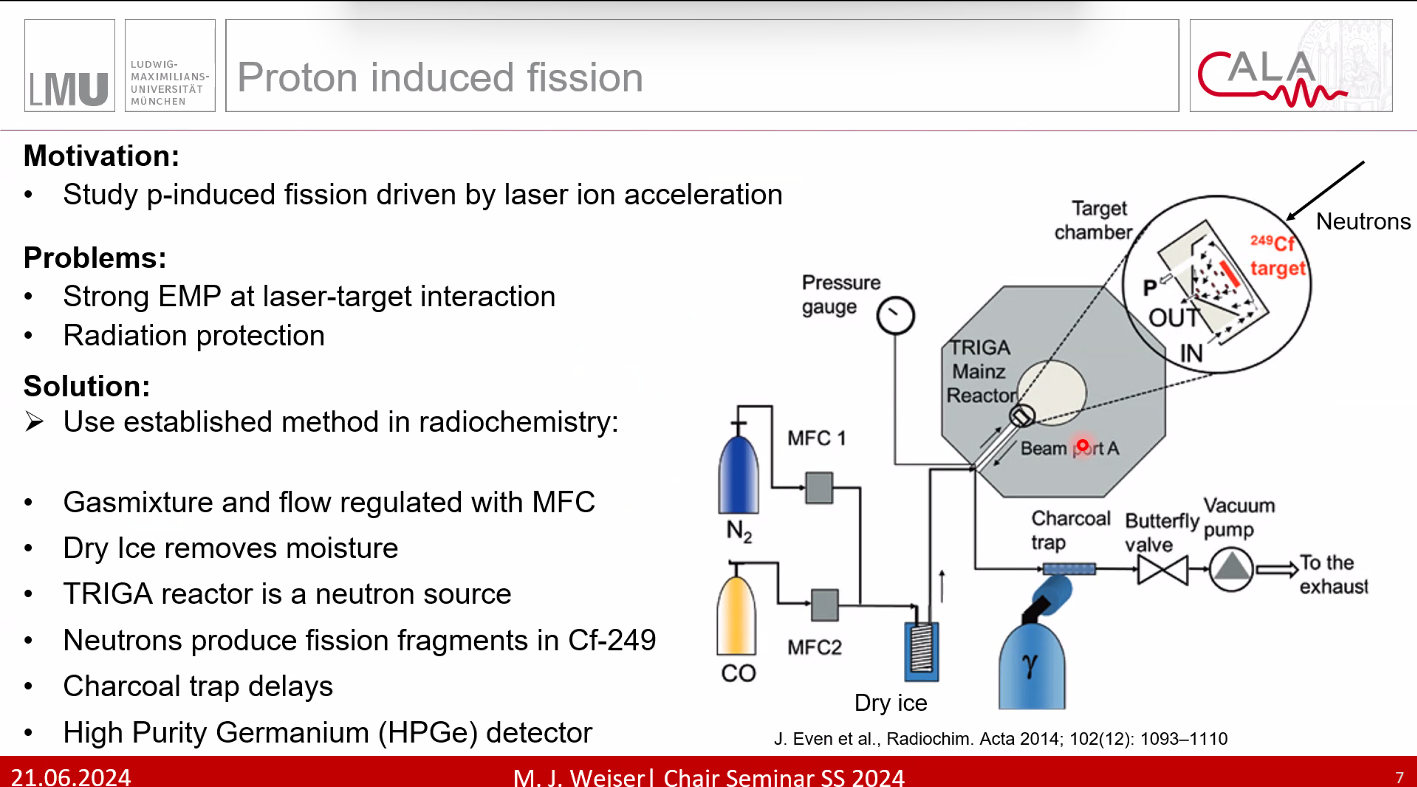 LMU
LUDWIG-
MAXIMILIANS-
UNIVERSITÄT
MÜNCHEN
Proton induced fission
CALA
Motivation:
• Study p-induced fission driven by laser ion acceleration
Problems:
• Strong EMP at laser-target interaction
• Radiation protection
Solution:
➢ Use established method in radiochemistry:
• Gasmixture and flow regulated with MFC
• Dry Ice removes moisture
• TRIGA reactor is a neutron source
• Neutrons produce fission fragments in Cf-249
• Charcoal trap delays
• High Purity Germanium (HPGe) detector
Target
chamber
Neutrons
²⁴⁹Cf
target
P
OUT
IN
Pressure
gauge
TRIGA
Mainz
Reactor
Beam port A
MFC 1
N₂
CO
MFC2
Dry ice
Charcoal
trap
Butterfly
valve
Vacuum
pump
To the
exhaust
γ
J. Even et al., Radiochim. Acta 2014; 102(12): 1093–1110
21.06.2024
M. J. Weiser| Chair Seminar SS 2024
7